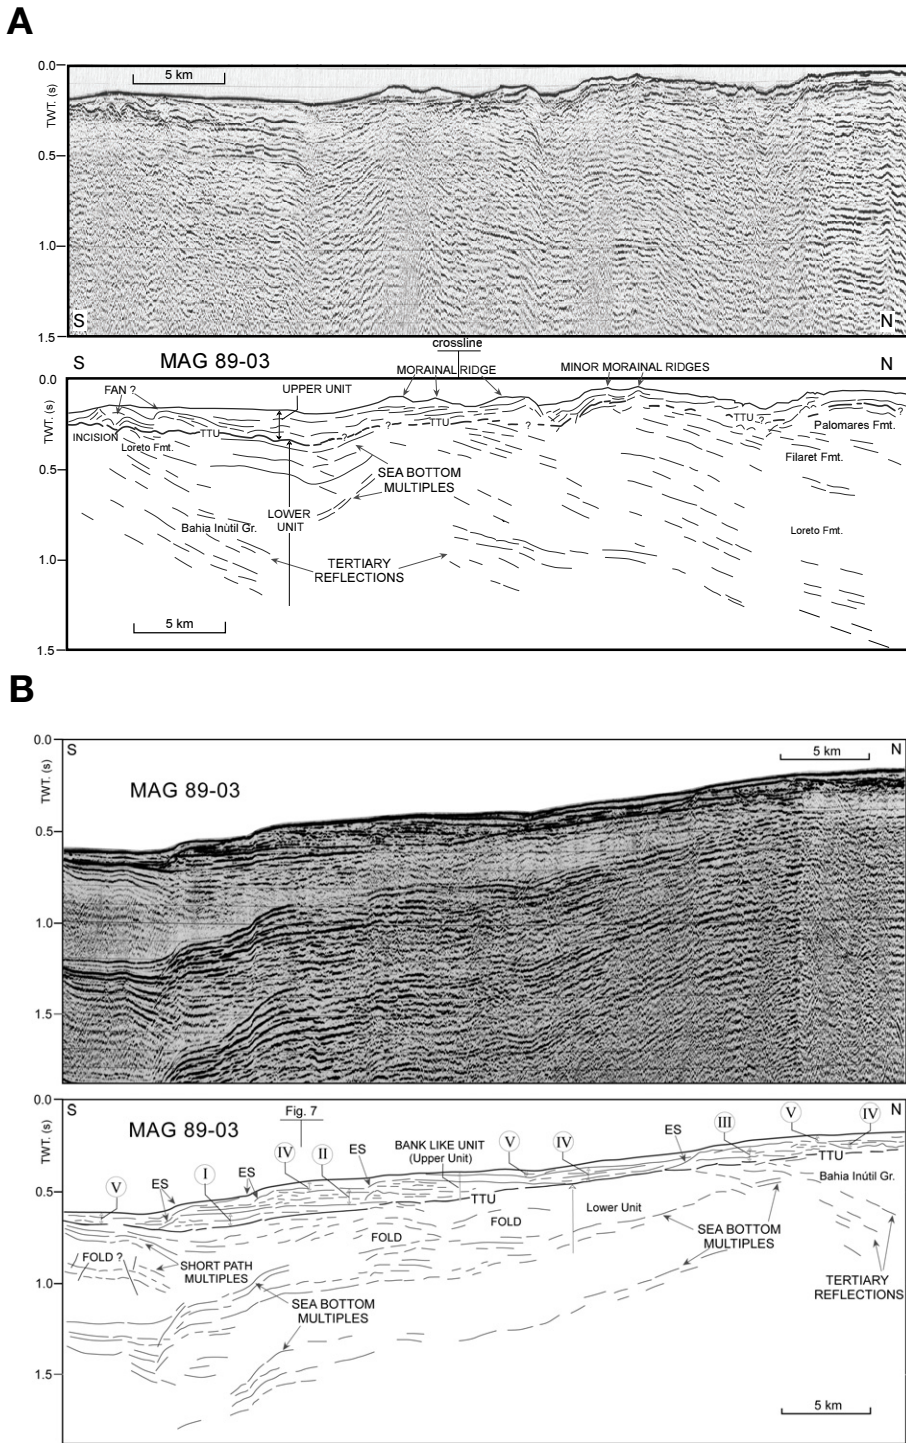 A
0.0
5 km
TWT. (s)
0.5
1.0
1.5
S
N
crossline
S
MAG 89-03
N
0.0
MORAINAL RIDGE
MINOR MORAINAL RIDGES
FAN ?
UPPER UNIT
TWT. (s)
INCISION
TTU
?
?
TTU
?
TTU
?
?
Palomares Fmt.
Loreto Fmt.
Filaret Fmt.
0.5
SEA BOTTOM
MULTIPLES
LOWER
UNIT
Bahia Inùtil Gr.
Loreto Fmt.
1.0
TERTIARY
REFLECTIONS
5 km
1.5
B
0.0
S
N
5 km
TWT. (s)
MAG 89-03
0.5
1.0
1.5
0.0
S
N
Fig. 7
MAG 89-03
TWT. (s)
V
ES
I
ES
IV
II
ES
BANK LIKE UNIT
(Upper Unit)
V
IV
ES
III
V
IV
TTU
Bahia Inútil Gr.
0.5
TTU
Lower Unit
FOLD
FOLD
SEA BOTTOM
MULTIPLES
FOLD ?
SHORT PATH
MULTIPLES
TERTIARY
REFLECTIONS
1.0
SEA BOTTOM
MULTIPLES
1.5
5 km